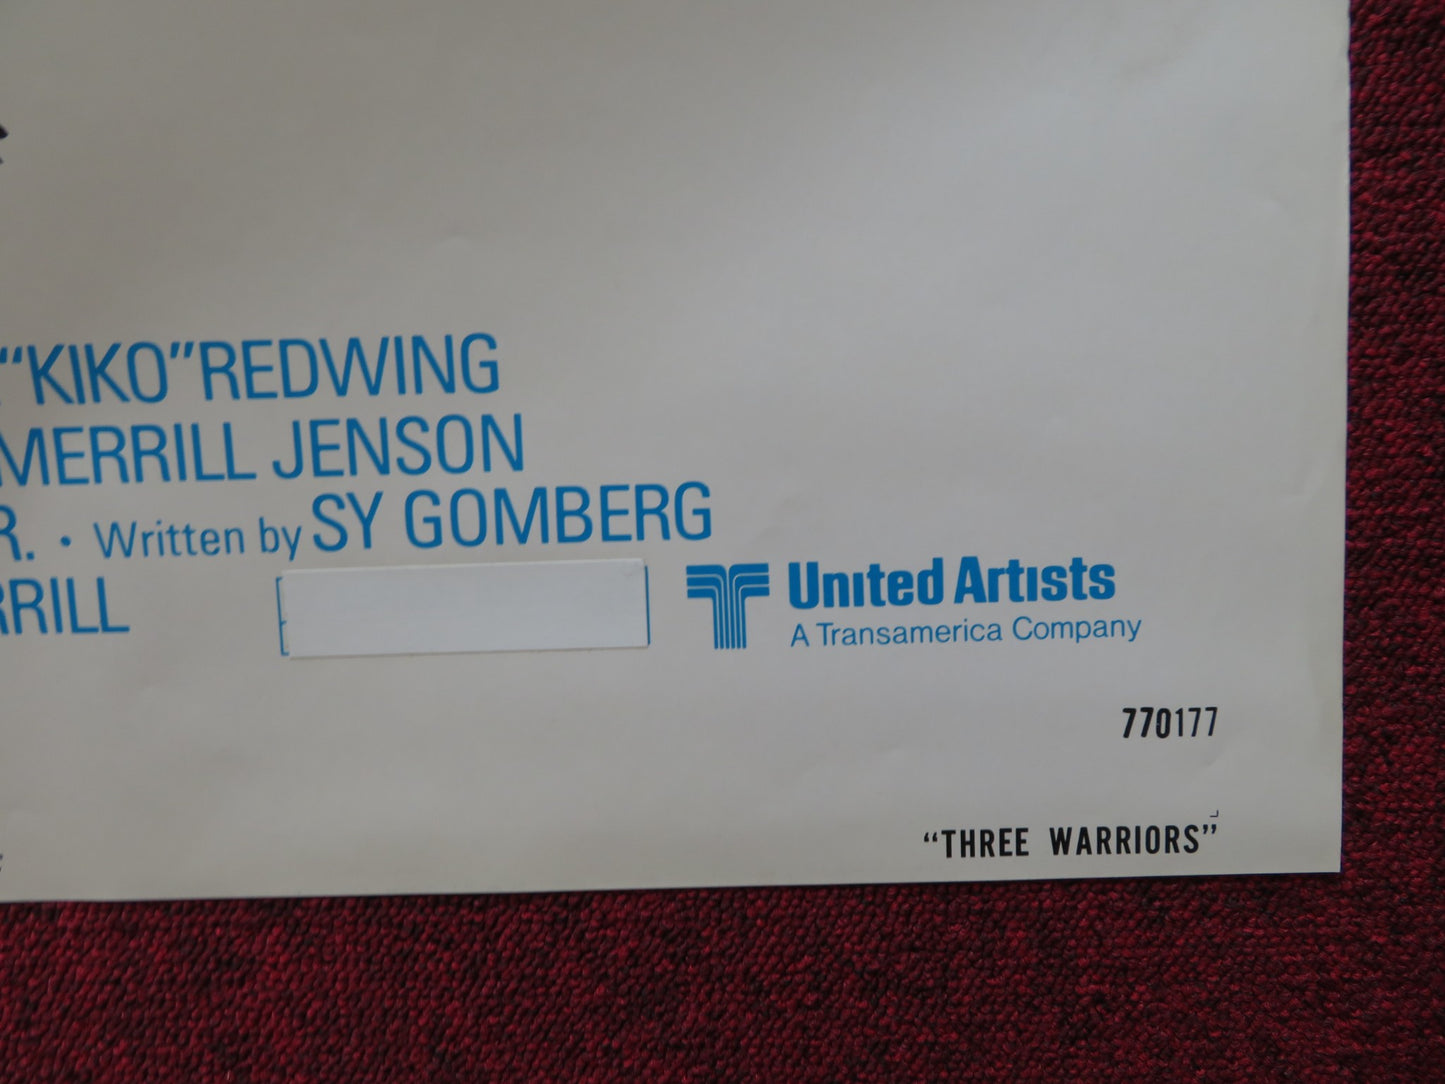 "KIKO" REDWING
MERRILL JENSON
R. · Written by SY GOMBERG
RRILL
United Artists
A Transamerica Company
770177
"THREE WARRIORS"